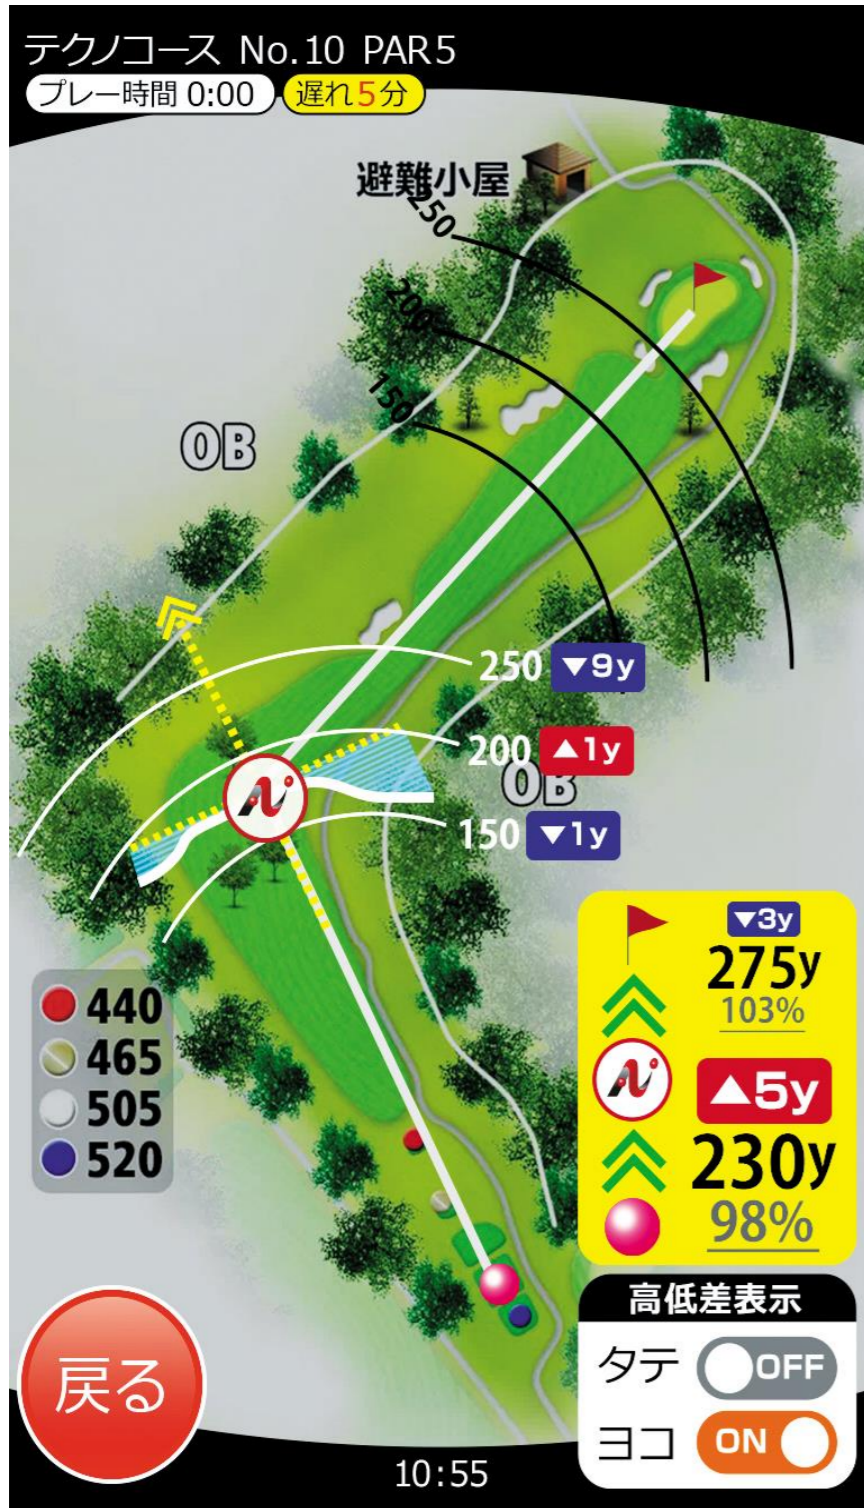 テクノコース No.10 PAR5
プレー時間 0:00
遅れ5分
避難小屋
250
200
150
OB
250 ▼9y
200 ▲1y
OB
150 ▼1y
440
465
505
520
▼3y
275y
103%
▲5y
230y
98%
高低差表示
タテ OFF
ヨコ ON
戻る
10:55